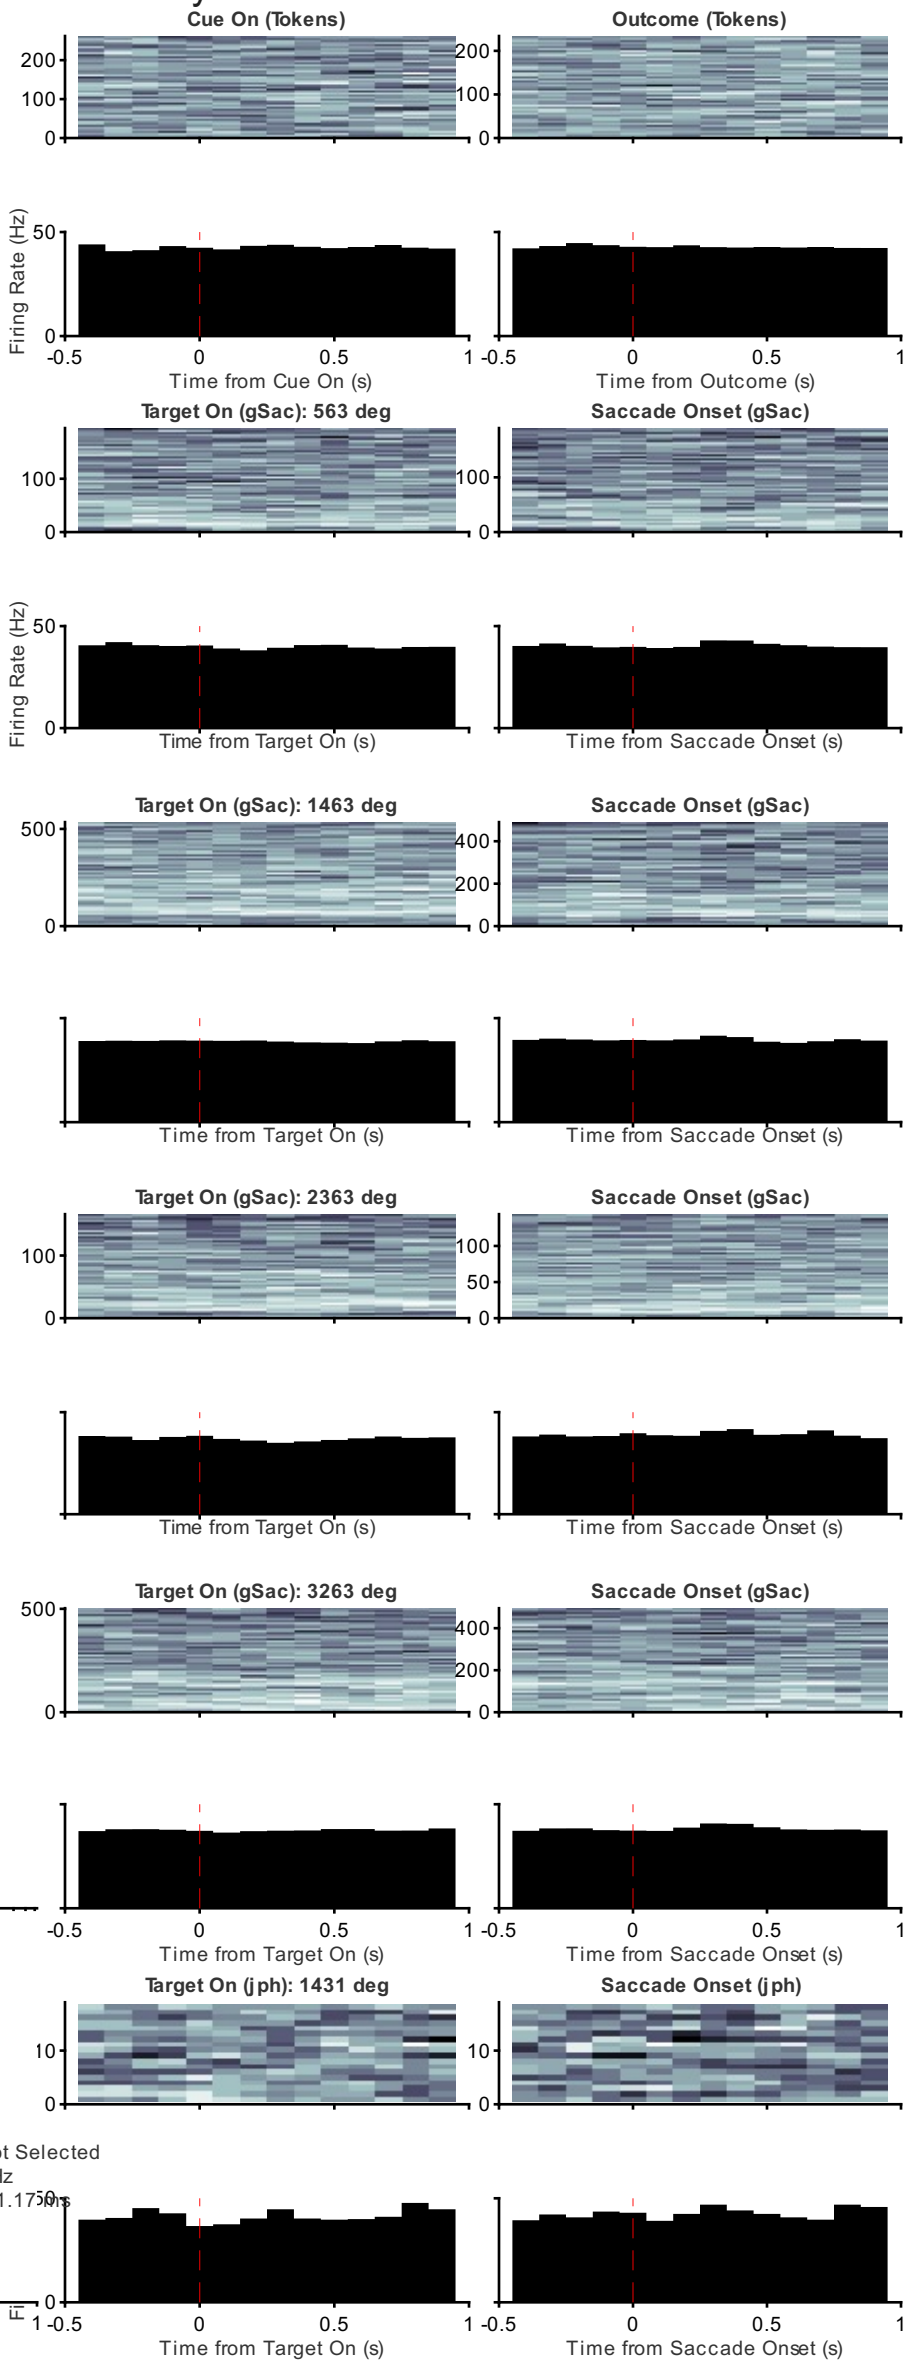 Cue On (Tokens) Outcome (Tokens)
200 200
100 100
0 0
Firing Rate (Hz)
50
0
-0.5 0 0.5 1 -0.5 0 0.5 1
Time from Cue On (s) Time from Outcome (s)
Target On (gSac): 563 deg Saccade Onset (gSac)
100 100
0 0
Firing Rate (Hz)
50
0
Time from Target On (s) Time from Saccade Onset (s)
Target On (gSac): 1463 deg Saccade Onset (gSac)
500 400
200
0 0
Time from Target On (s) Time from Saccade Onset (s)
Target On (gSac): 2363 deg Saccade Onset (gSac)
100 100
50
0 0
Time from Target On (s) Time from Saccade Onset (s)
Target On (gSac): 3263 deg Saccade Onset (gSac)
500 400
200
0 0
-0.5 0 0.5 1 -0.5 0 0.5 1
Time from Target On (s) Time from Saccade Onset (s)
Target On (jph): 1431 deg Saccade Onset (jph)
10 10
0 0
ot Selected
Hz
1.17 ms
50
Fi
0
1 -0.5 0 0.5 1 -0.5 0 0.5 1
Time from Target On (s) Time from Saccade Onset (s)